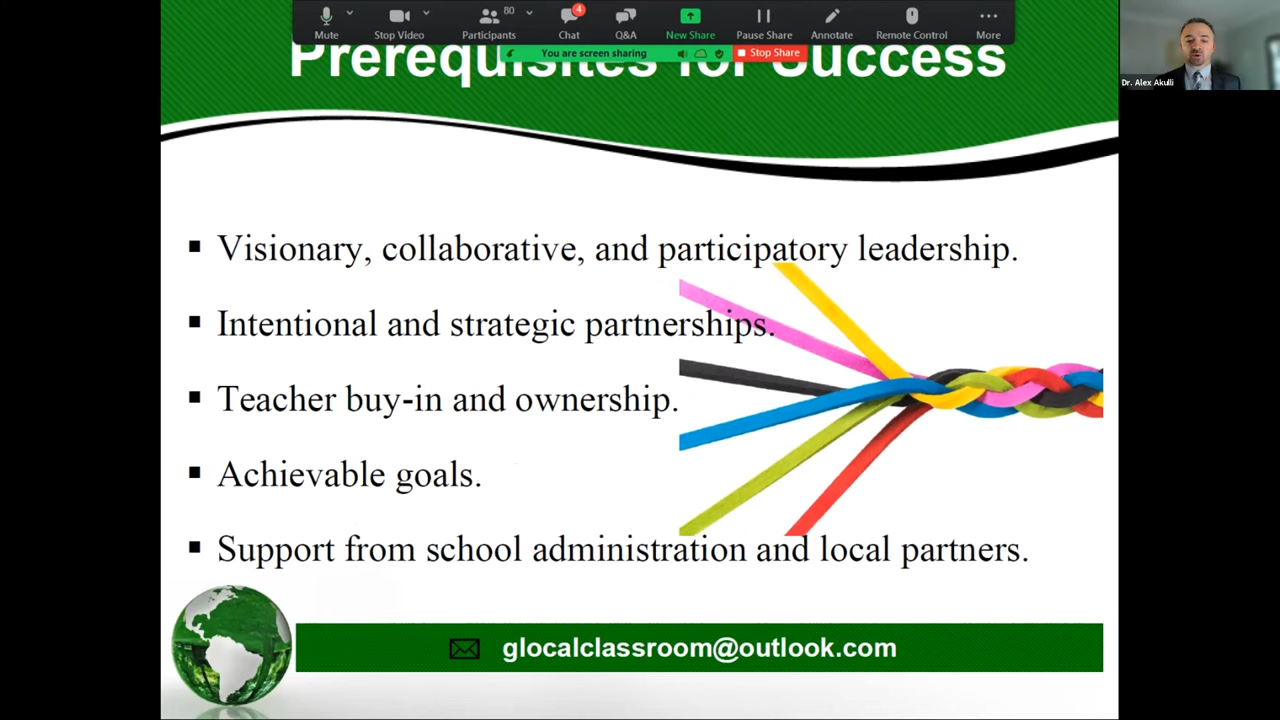 80
4
Mute
Stop Video
Participants
Chat
Q&A
New Share
Pause Share
Annotate
Remote Control
More
You are screen sharing
Stop Share
Prerequisites for Success
Dr. Alex Akulli
Visionary, collaborative, and participatory leadership.
Intentional and strategic partnerships.
Teacher buy-in and ownership.
Achievable goals.
Support from school administration and local partners.
glocalclassroom@outlook.com